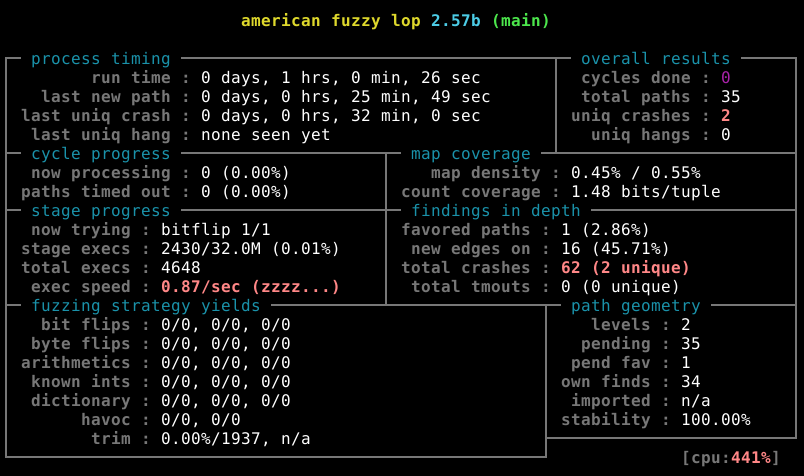 american fuzzy lop 2.57b (main)
process timing
run time : 0 days, 1 hrs, 0 min, 26 sec
last new path : 0 days, 0 hrs, 25 min, 49 sec
last uniq crash : 0 days, 0 hrs, 32 min, 0 sec
last uniq hang : none seen yet
overall results
cycles done : 0
total paths : 35
uniq crashes : 2
uniq hangs : 0
cycle progress
now processing : 0 (0.00%)
paths timed out : 0 (0.00%)
map coverage
map density : 0.45% / 0.55%
count coverage : 1.48 bits/tuple
stage progress
now trying : bitflip 1/1
stage execs : 2430/32.0M (0.01%)
total execs : 4648
exec speed : 0.87/sec (zzzz...)
findings in depth
favored paths : 1 (2.86%)
new edges on : 16 (45.71%)
total crashes : 62 (2 unique)
total tmouts : 0 (0 unique)
fuzzing strategy yields
bit flips : 0/0, 0/0, 0/0
byte flips : 0/0, 0/0, 0/0
arithmetics : 0/0, 0/0, 0/0
known ints : 0/0, 0/0, 0/0
dictionary : 0/0, 0/0, 0/0
havoc : 0/0, 0/0
trim : 0.00%/1937, n/a
path geometry
levels : 2
pending : 35
pend fav : 1
own finds : 34
imported : n/a
stability : 100.00%
[cpu:441%]